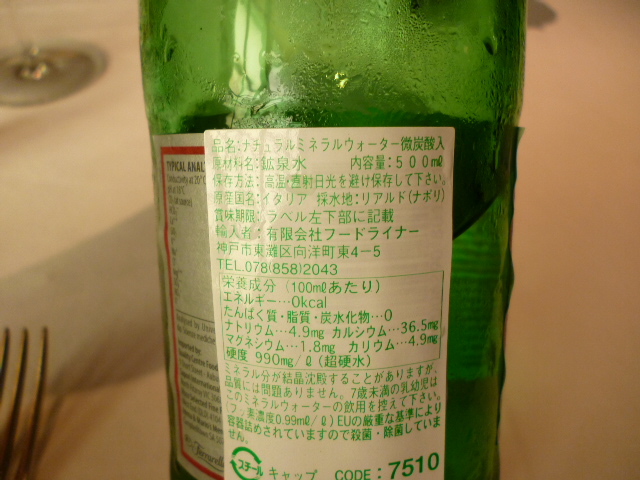 TYPICAL ANAL
品名:ナチュラルミネラルウォーター微炭酸入
原材料名:鉱泉水 内容量:500mℓ
保存方法:高温・直射日光を避け保存して下さい。
原産国名:イタリア 採水地:リアルド(ナポリ)
賞味期限:ラベル左下部に記載
輸入者:有限会社フードライナー
神戸市東灘区向洋町東4-5
TEL.078(858)2043
栄養成分(100mℓあたり)
エネルギー…0kcal
たんぱく質・脂質・炭水化物…0
ナトリウム…4.9mg カルシウム…36.5mg
マグネシウム…1.8mg カリウム…4.9mg
硬度 990mg/ℓ(超硬水)
ミネラル分が結晶沈殿することがありますが、
品質には問題ありません。7歳未満の乳幼児は
このミネラルウォーターの飲用を控えて下さい。
(フッ素濃度0.99mg/ℓ)EUの厳重な基準により
容器詰めされていますので殺菌・除菌していま
せん。
スチール キャップ CODE:7510